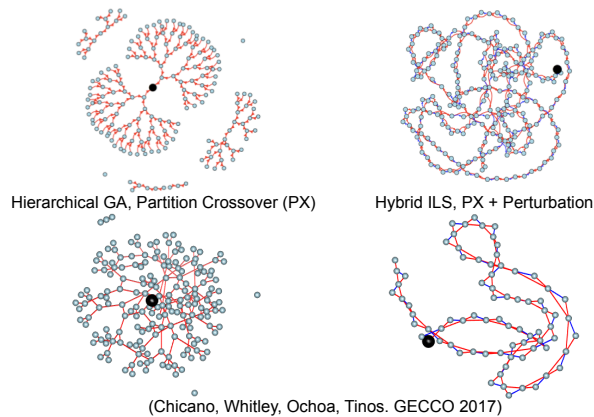 Hierarchical GA, Partition Crossover (PX)
Hybrid ILS, PX + Perturbation
(Chicano, Whitley, Ochoa, Tinos. GECCO 2017)